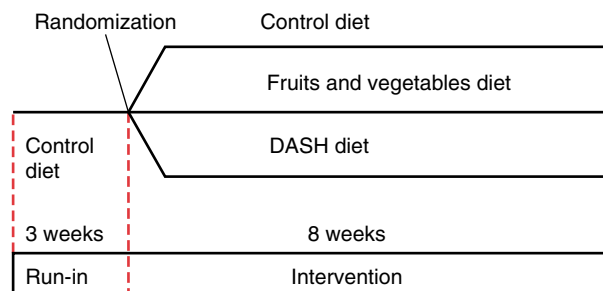 Randomization
Control diet
Fruits and vegetables diet
Control
diet
DASH diet
3 weeks
8 weeks
Run-in
Intervention